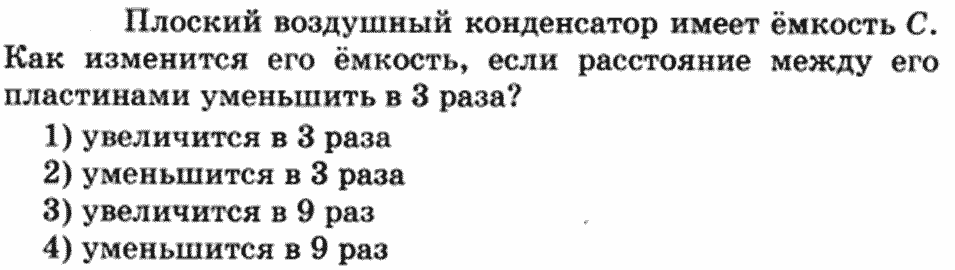 Плоский воздушный конденсатор имеет ёмкость С.
Как изменится его ёмкость, если расстояние между его
пластинами уменьшить в 3 раза?
1) увеличится в 3 раза
2) уменьшится в 3 раза
3) увеличится в 9 раз
4) уменьшится в 9 раз